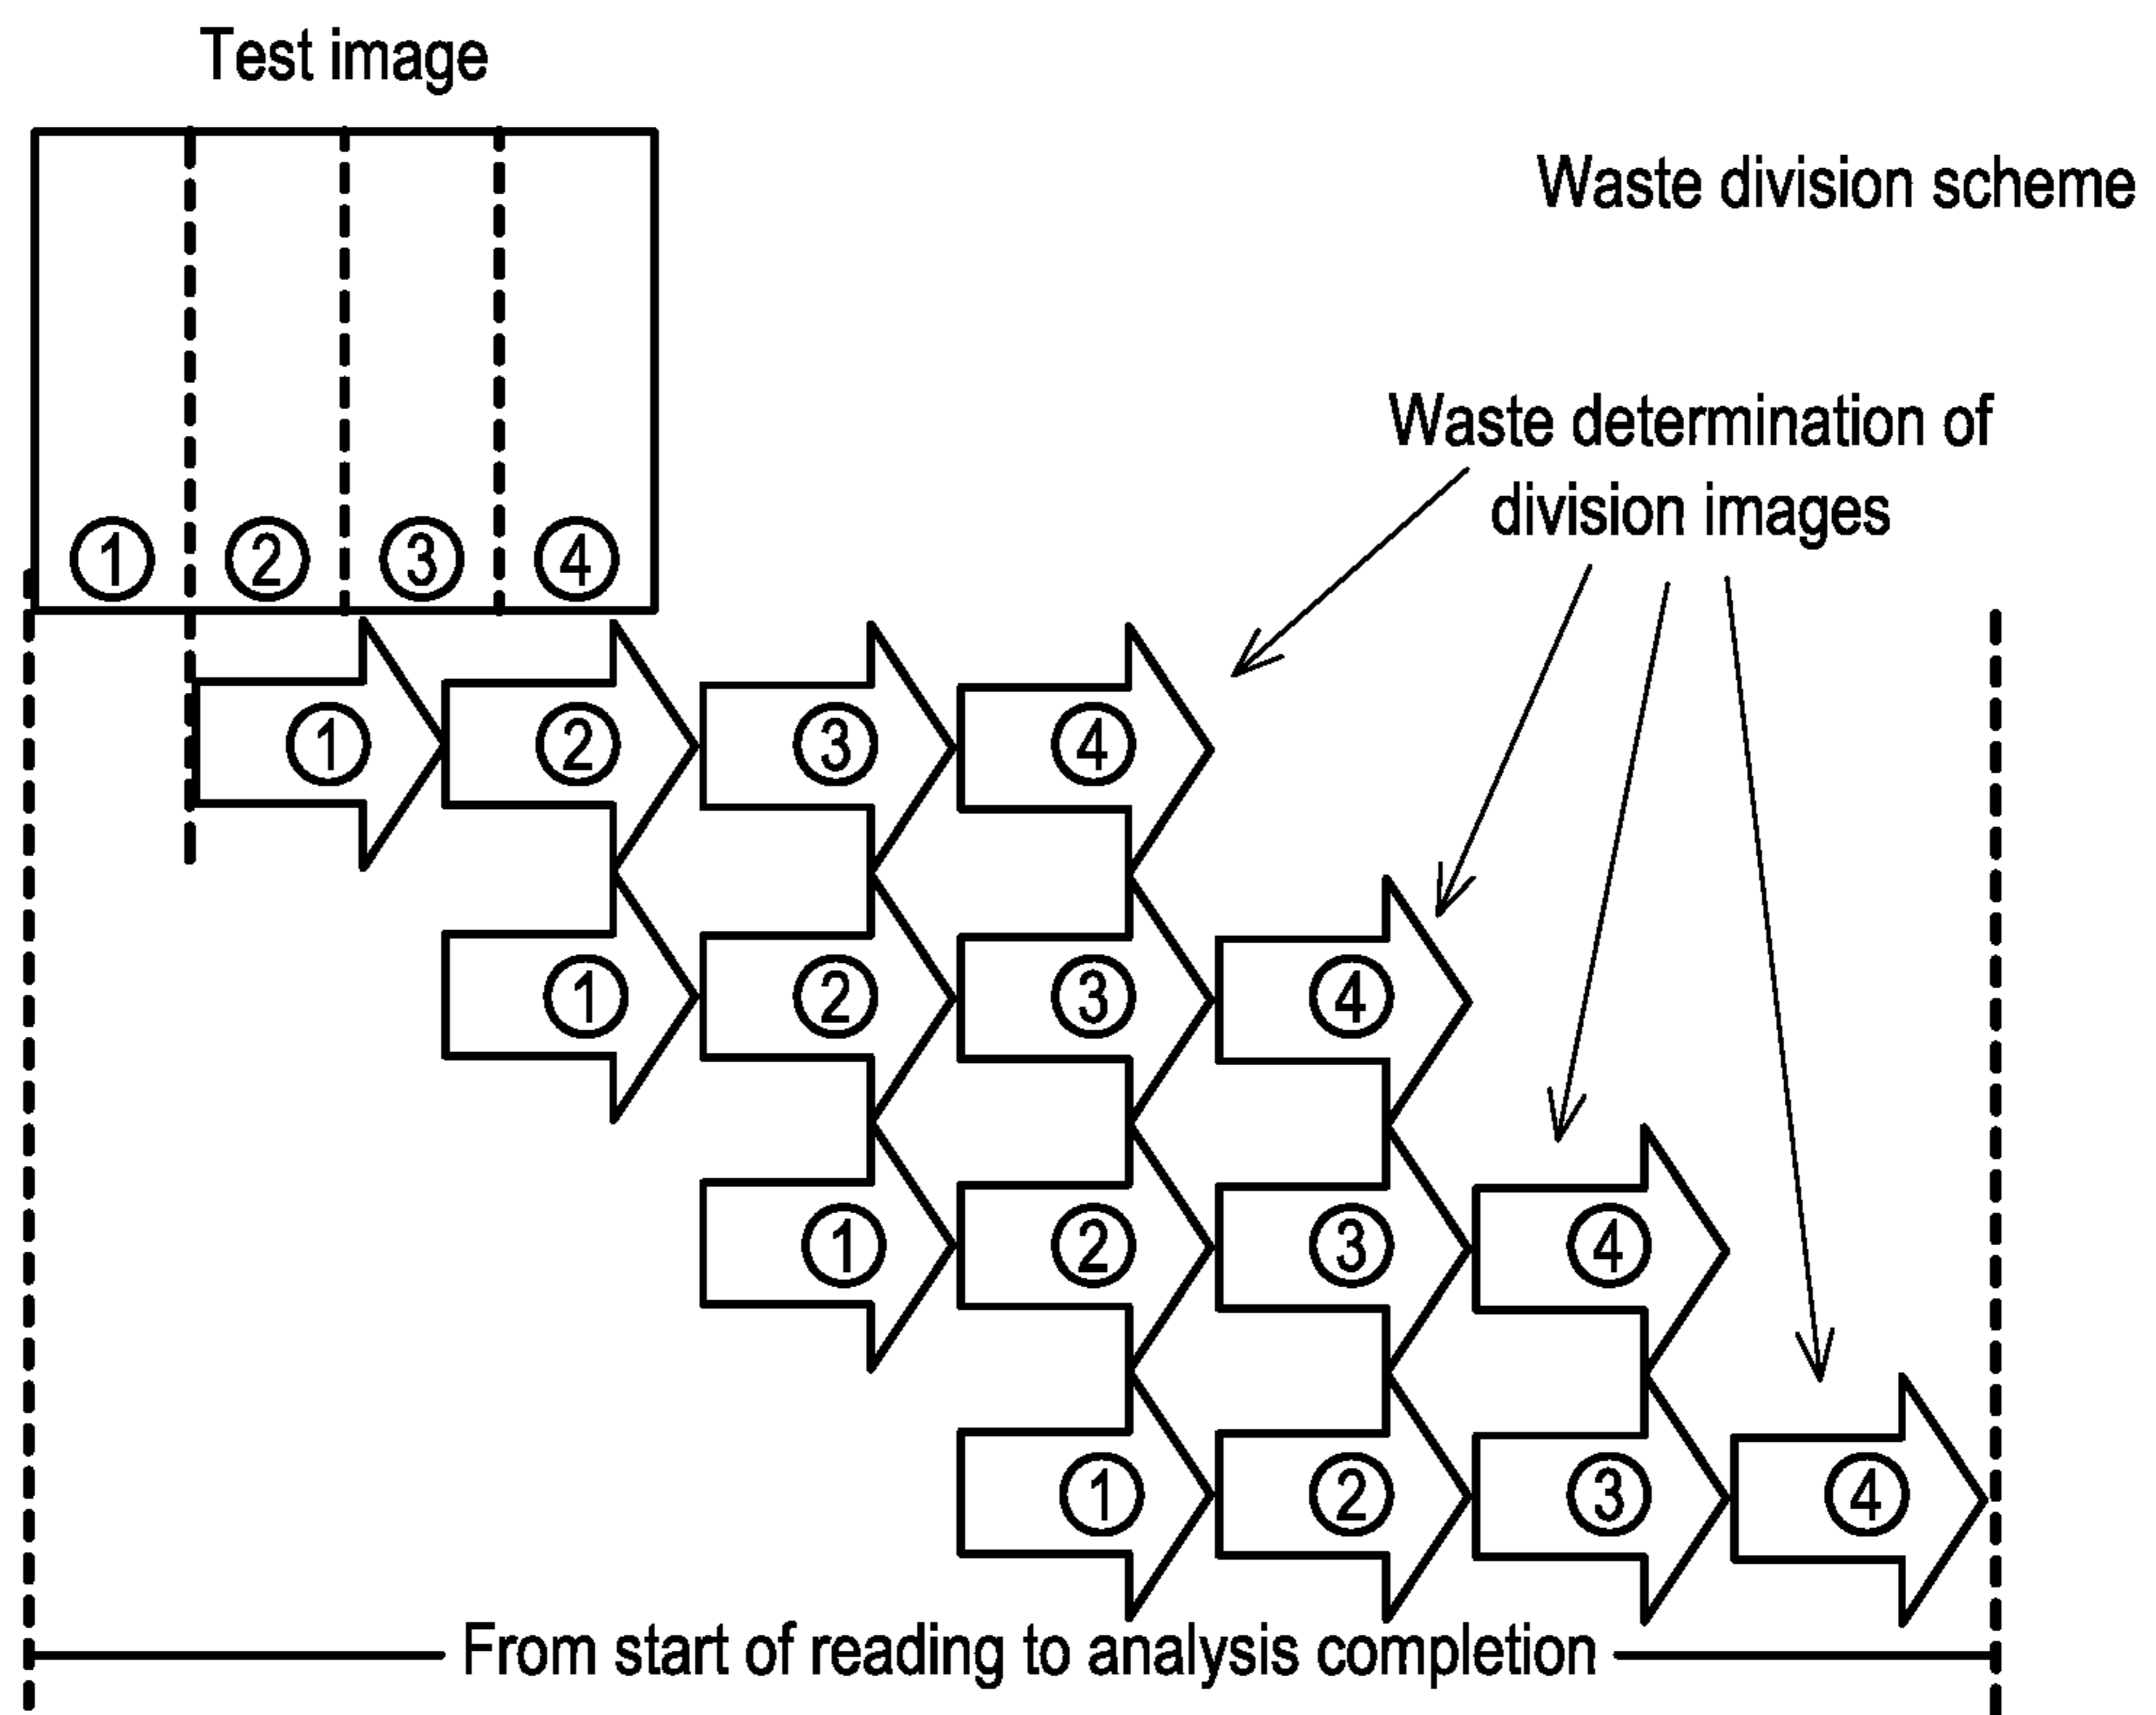 Test image
Waste division scheme
Waste determination of
division images
① ② ③ ④
① ② ③ ④
① ② ③ ④
① ② ③ ④
① ② ③ ④
From start of reading to analysis completion